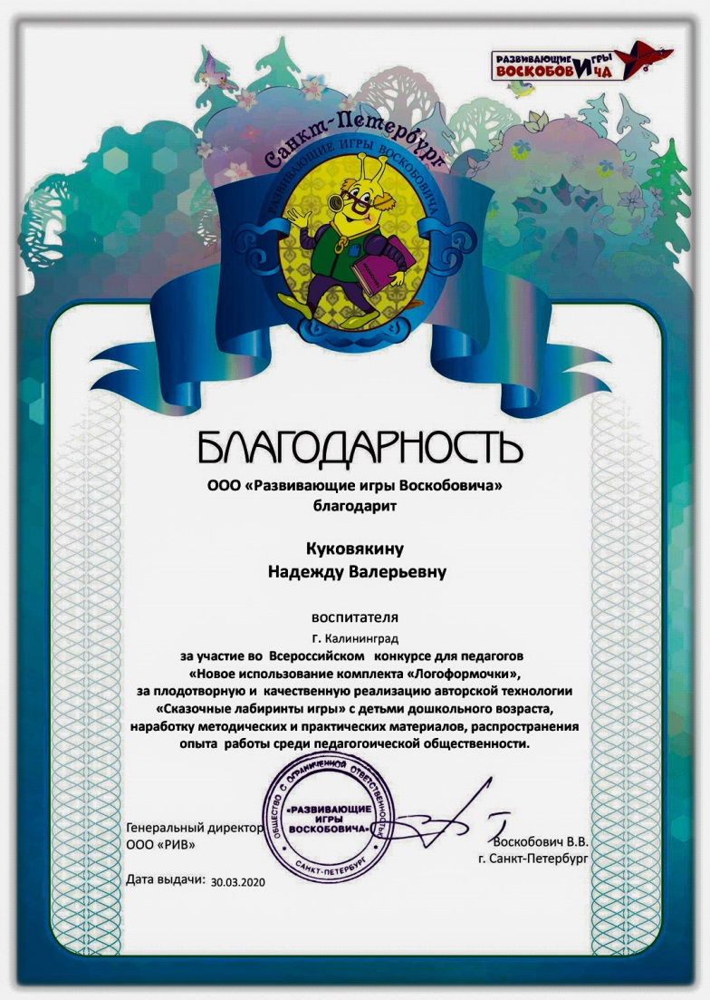 РАЗВИВАЮЩИЕ ИГРЫ
ВОСКОБОВИЧА
Санкт-Петербург
РАЗВИВАЮЩИЕ ИГРЫ ВОСКОБОВИЧА
БЛАГОДАРНОСТЬ
ООО «Развивающие игры Воскобовича»
благодарит
Куковякину
Надежду Валерьевну
воспитателя
г. Калининград
за участие во Всероссийском конкурсе для педагогов
«Новое использование комплекта «Логоформочки»,
за плодотворную и качественную реализацию авторской технологии
«Сказочные лабиринты игры» с детьми дошкольного возраста,
наработку методических и практических материалов, распространения
опыта работы среди педагогоической общественности.
ОБЩЕСТВО С ОГРАНИЧЕННОЙ ОТВЕТСТВЕННОСТЬЮ
«РАЗВИВАЮЩИЕ
ИГРЫ
ВОСКОБОВИЧА»
САНКТ-ПЕТЕРБУРГ
Генеральный директор
ООО «РИВ»
Воскобович В.В.
г. Санкт-Петербург
Дата выдачи: 30.03.2020